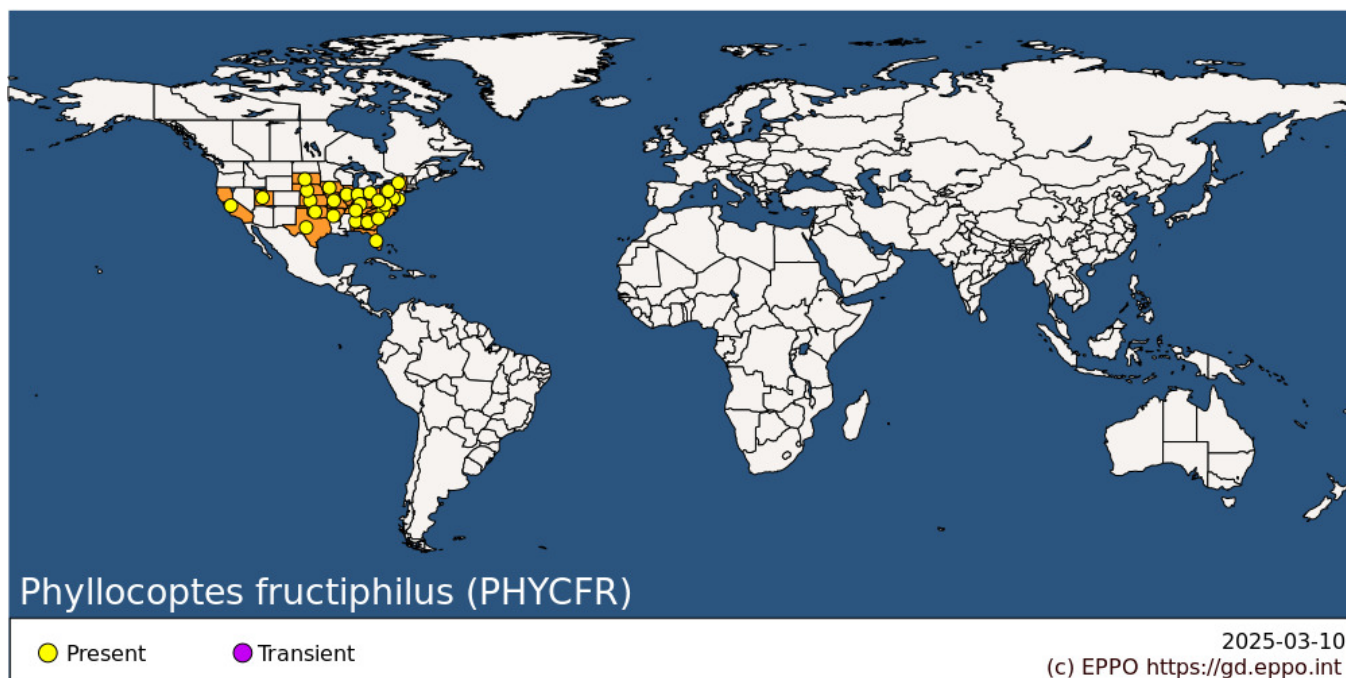 Phyllocoptes fructiphilus (PHYCFR)
Present
Transient
2025-03-10
(c) EPPO https://gd.eppo.int